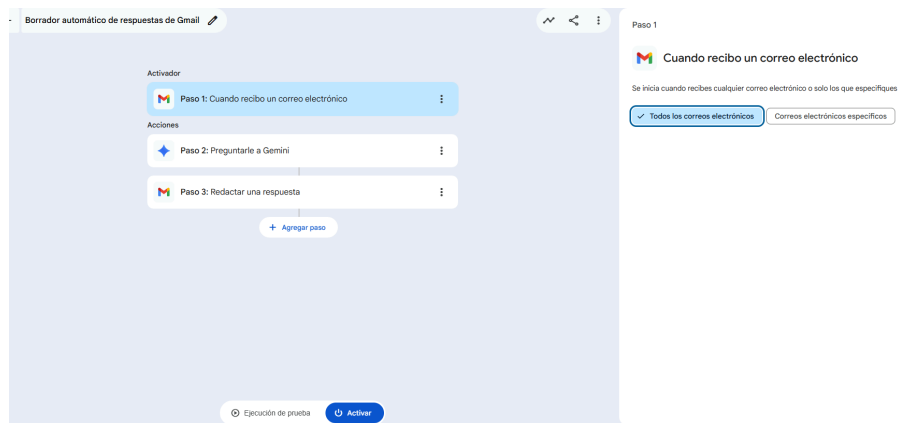 Borrador automático de respuestas de Gmail
Activador
Paso 1: Cuando recibo un correo electrónico
Acciones
Paso 2: Preguntarle a Gemini
Paso 3: Redactar una respuesta
+ Agregar paso
Ejecución de prueba
Activar
Paso 1
Cuando recibo un correo electrónico
Se inicia cuando recibes cualquier correo electrónico o solo los que especifiques
Todos los correos electrónicos
Correos electrónicos específicos